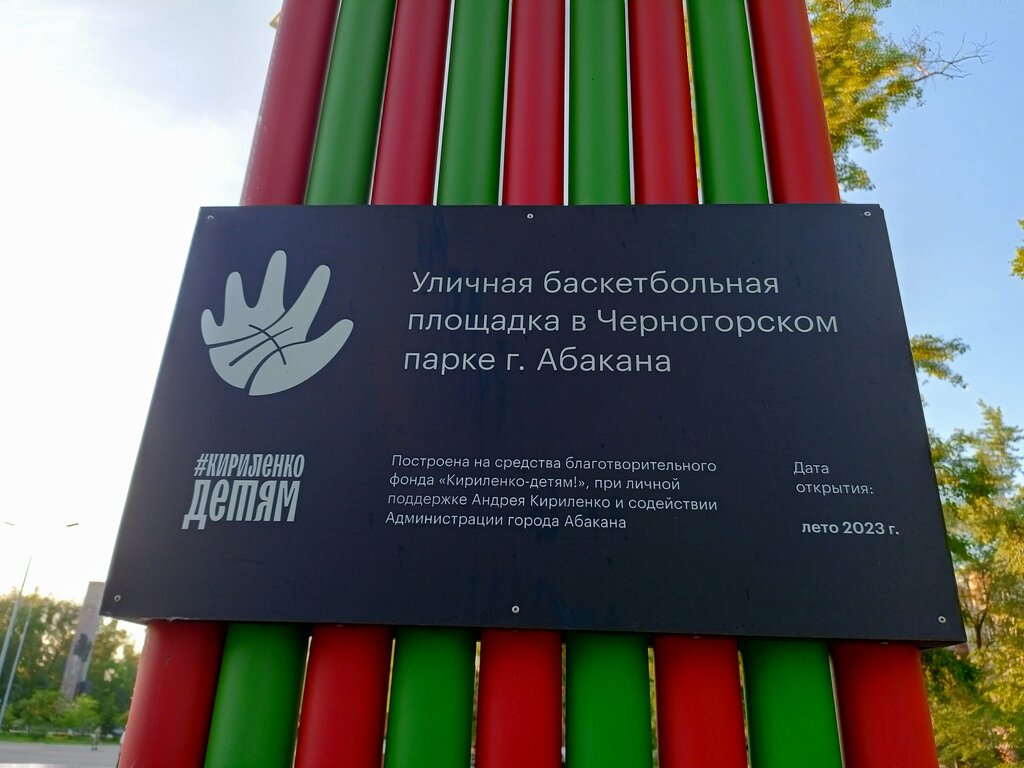 Уличная баскетбольная
площадка в Черногорском
парке г. Абакана
#КИРИЛЕНКО
ДЕТЯМ
Построена на средства благотворительного
фонда «Кириленко-детям!», при личной
поддержке Андрея Кириленко и содействии
Администрации города Абакана
Дата
открытия:
лето 2023 г.